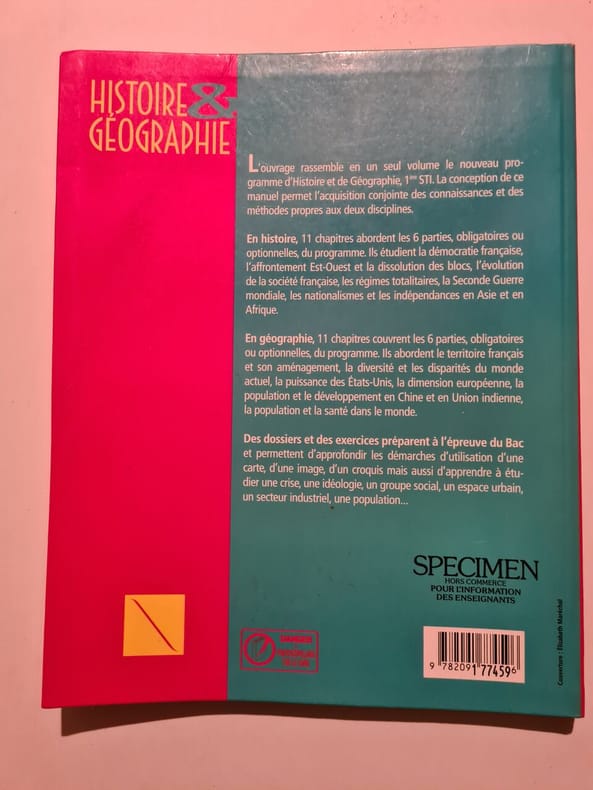 HISTOIRE &
GÉOGRAPHIE
L'ouvrage rassemble en un seul volume le nouveau pro-
gramme d'Histoire et de Géographie, 1ère STI. La conception de ce
manuel permet l'acquisition conjointe des connaissances et des
méthodes propres aux deux disciplines.
En histoire, 11 chapitres abordent les 6 parties, obligatoires ou
optionnelles, du programme. Ils étudient la démocratie française,
l'affrontement Est-Ouest et la dissolution des blocs, l'évolution
de la société française, les régimes totalitaires, la Seconde Guerre
mondiale, les nationalismes et les indépendances en Asie et en
Afrique.
En géographie, 11 chapitres couvrent les 6 parties, obligatoires
ou optionnelles, du programme. Ils abordent le territoire français
et son aménagement, la diversité et les disparités du monde
actuel, la puissance des États-Unis, la dimension européenne, la
population et le développement en Chine et en Union indienne,
la population et la santé dans le monde.
Des dossiers et des exercices préparent à l'épreuve du Bac
et permettent d'approfondir les démarches d'utilisation d'une
carte, d'une image, d'un croquis mais aussi d'apprendre à étu-
dier une crise, une idéologie, un groupe social, un espace urbain,
un secteur industriel, une population...
SPECIMEN
HORS COMMERCE
POUR L'INFORMATION
DES ENSEIGNANTS
DANGER
9 782091 774596
Couverture : Elizabeth Maréchal